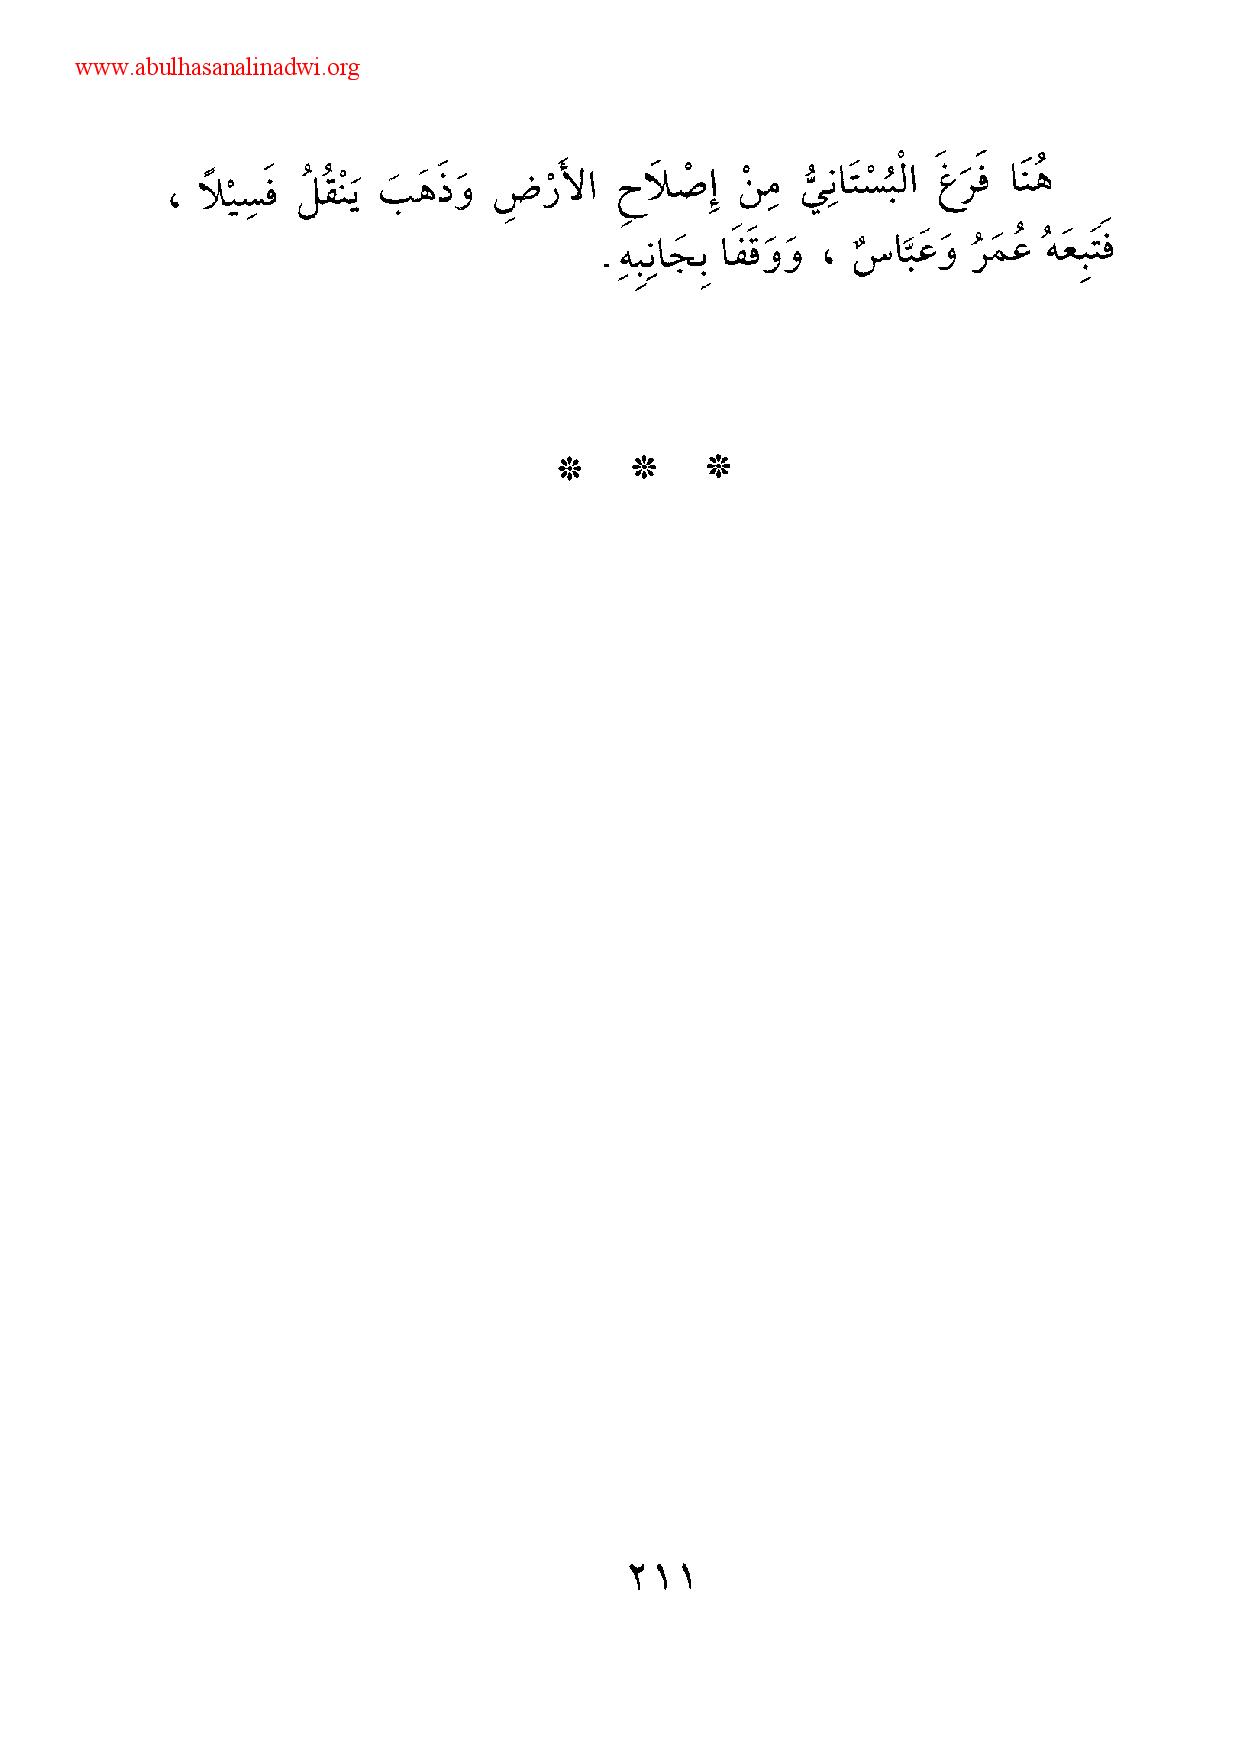 www.abulhasanalinadwi.org
هُنَا فَرَغَ الْبُسْتَانِيُّ مِنْ إِصْلَاحِ الأَرْضِ وَذَهَبَ يَنْقُلُ فَسِيْلاً ،
فَتَبِعَهُ عُمَرُ وَعَبَّاسٌ ، وَوَقَفَا بِجَانِبِهِ .
* * *
٢١١